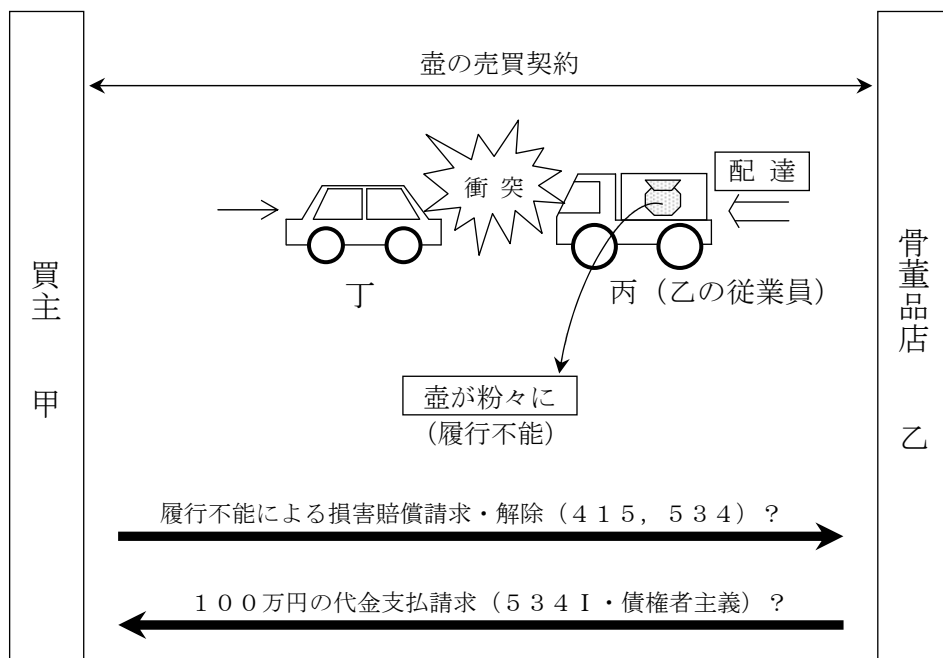 壺の売買契約
衝 突
配 達
丁
丙（乙の従業員）
買主　甲
骨董品店　乙
壺が粉々に
（履行不能）
履行不能による損害賠償請求・解除（４１５，５３４）？
１００万円の代金支払請求（５３４Ⅰ・債権者主義）？